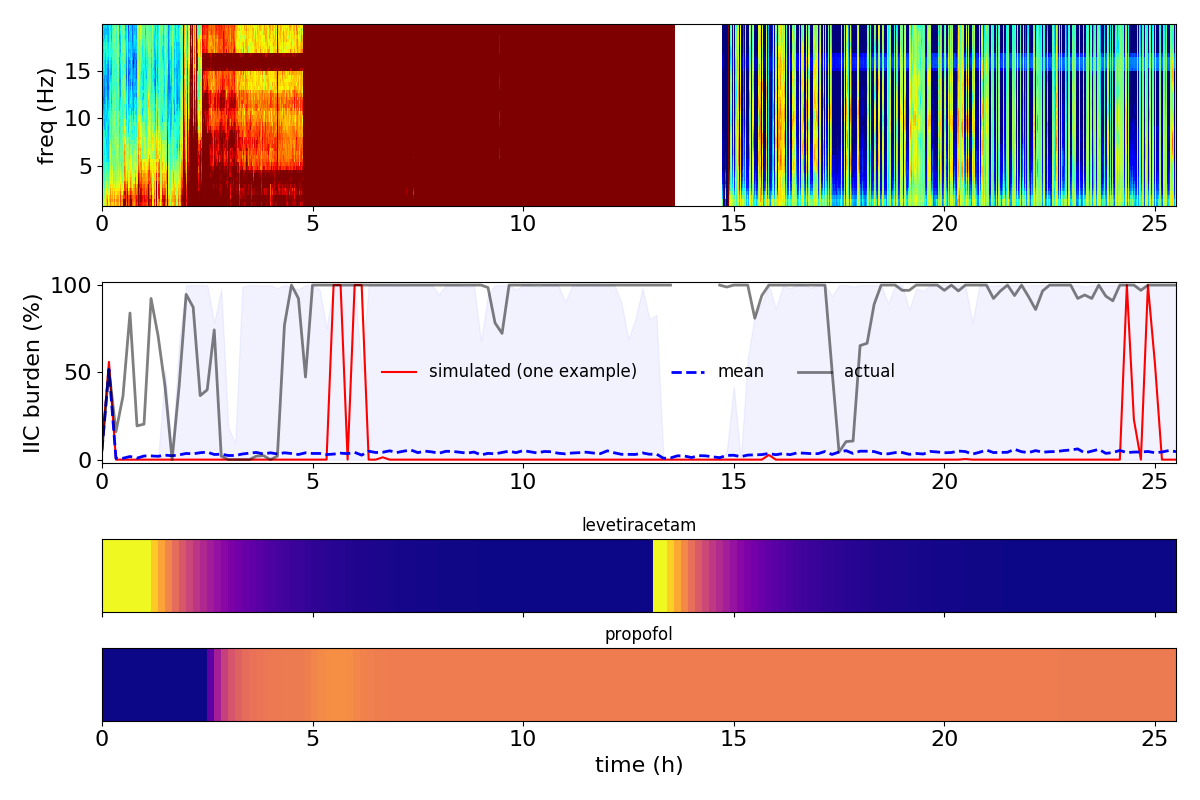 freq (Hz)
15
10
5
0 5 10 15 20 25
IIC burden (%)
100
50
0
simulated (one example) mean actual
0 5 10 15 20 25
levetiracetam
propofol
0 5 10 15 20 25
time (h)